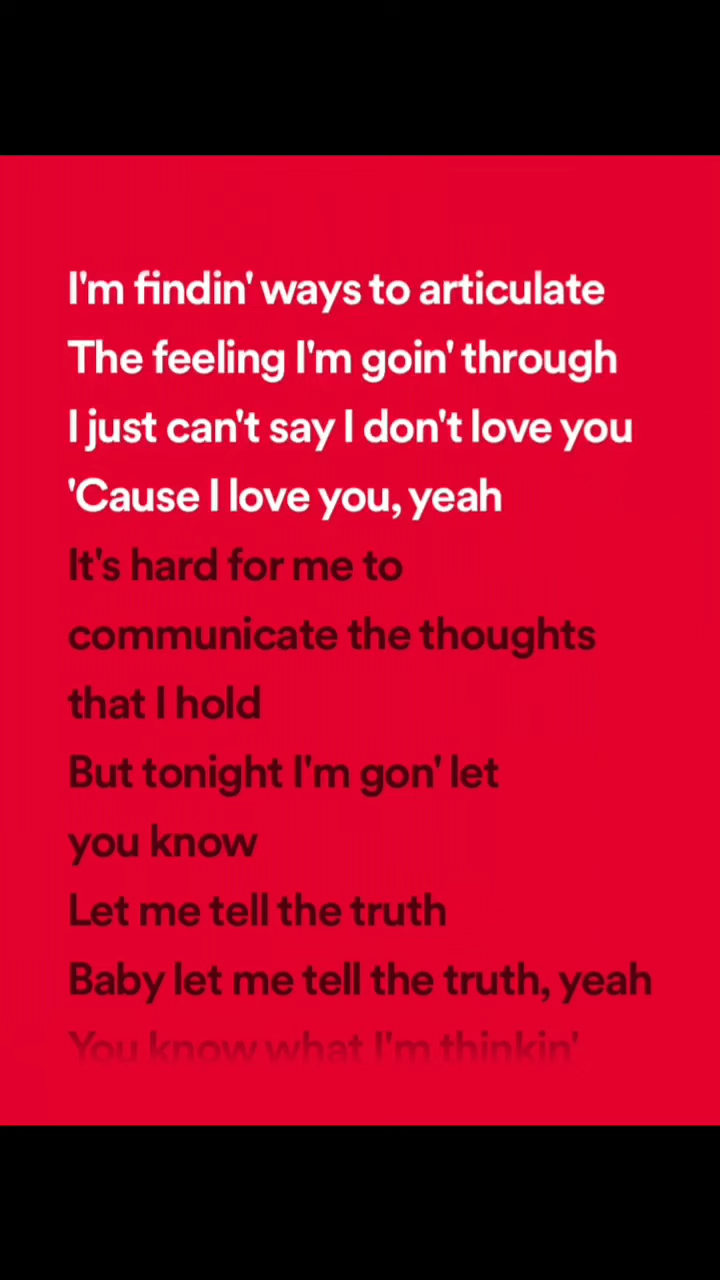 I'm findin' ways to articulate
The feeling I'm goin' through
I just can't say I don't love you
'Cause I love you, yeah
It's hard for me to
communicate the thoughts
that I hold
But tonight I'm gon' let
you know
Let me tell the truth
Baby let me tell the truth, yeah
You know what I'm thinkin'